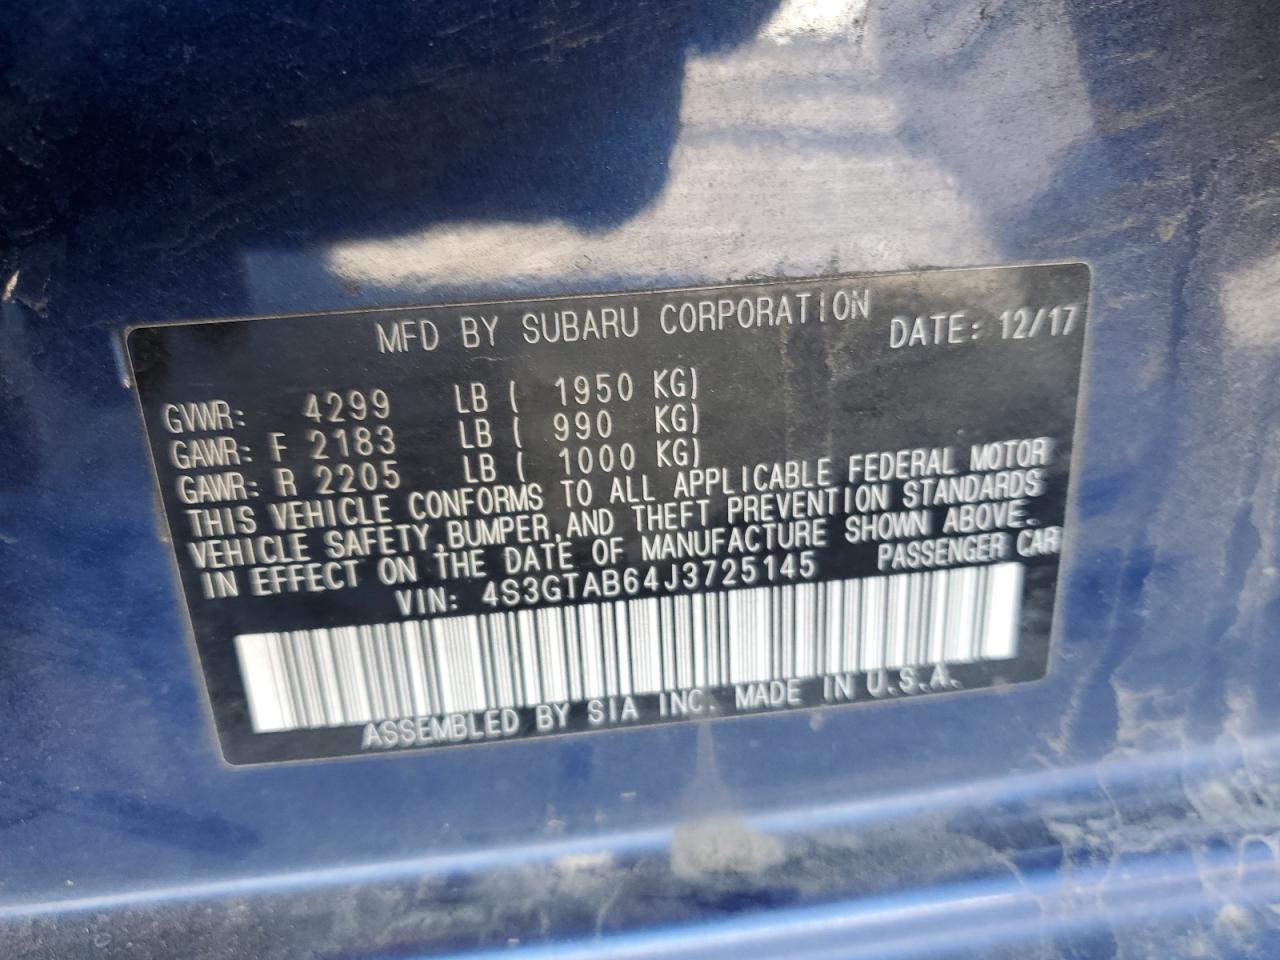 MFD BY SUBARU CORPORATION DATE: 12/17
GVWR: 4299 LB ( 1950 KG)
GAWR: F 2183 LB ( 990 KG)
GAWR: R 2205 LB ( 1000 KG)
THIS VEHICLE CONFORMS TO ALL APPLICABLE FEDERAL MOTOR
VEHICLE SAFETY, BUMPER, AND THEFT PREVENTION STANDARDS
IN EFFECT ON THE DATE OF MANUFACTURE SHOWN ABOVE.
VIN: 4S3GTAB64J3725145 PASSENGER CAR
ASSEMBLED BY SIA INC. MADE IN U.S.A.